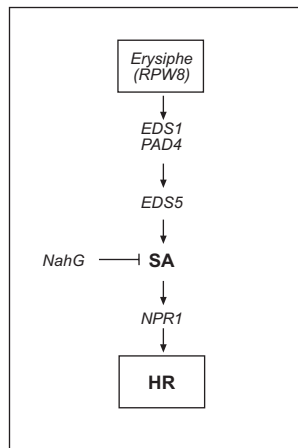 Erysiphe
(RPW8)
EDS1
PAD4
EDS5
NahG
SA
NPR1
HR